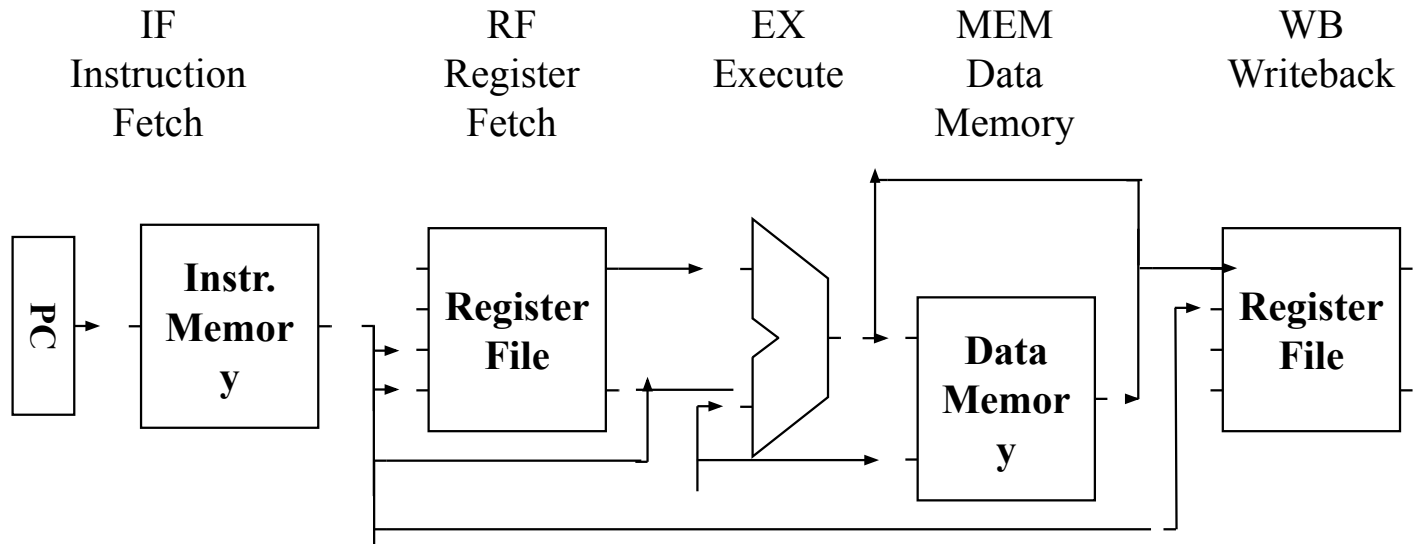 IF
Instruction
Fetch
RF
Register
Fetch
EX
Execute
MEM
Data
Memory
WB
Writeback
PC
Instr.
Memor
y
Register
File
Data
Memor
y
Register
File